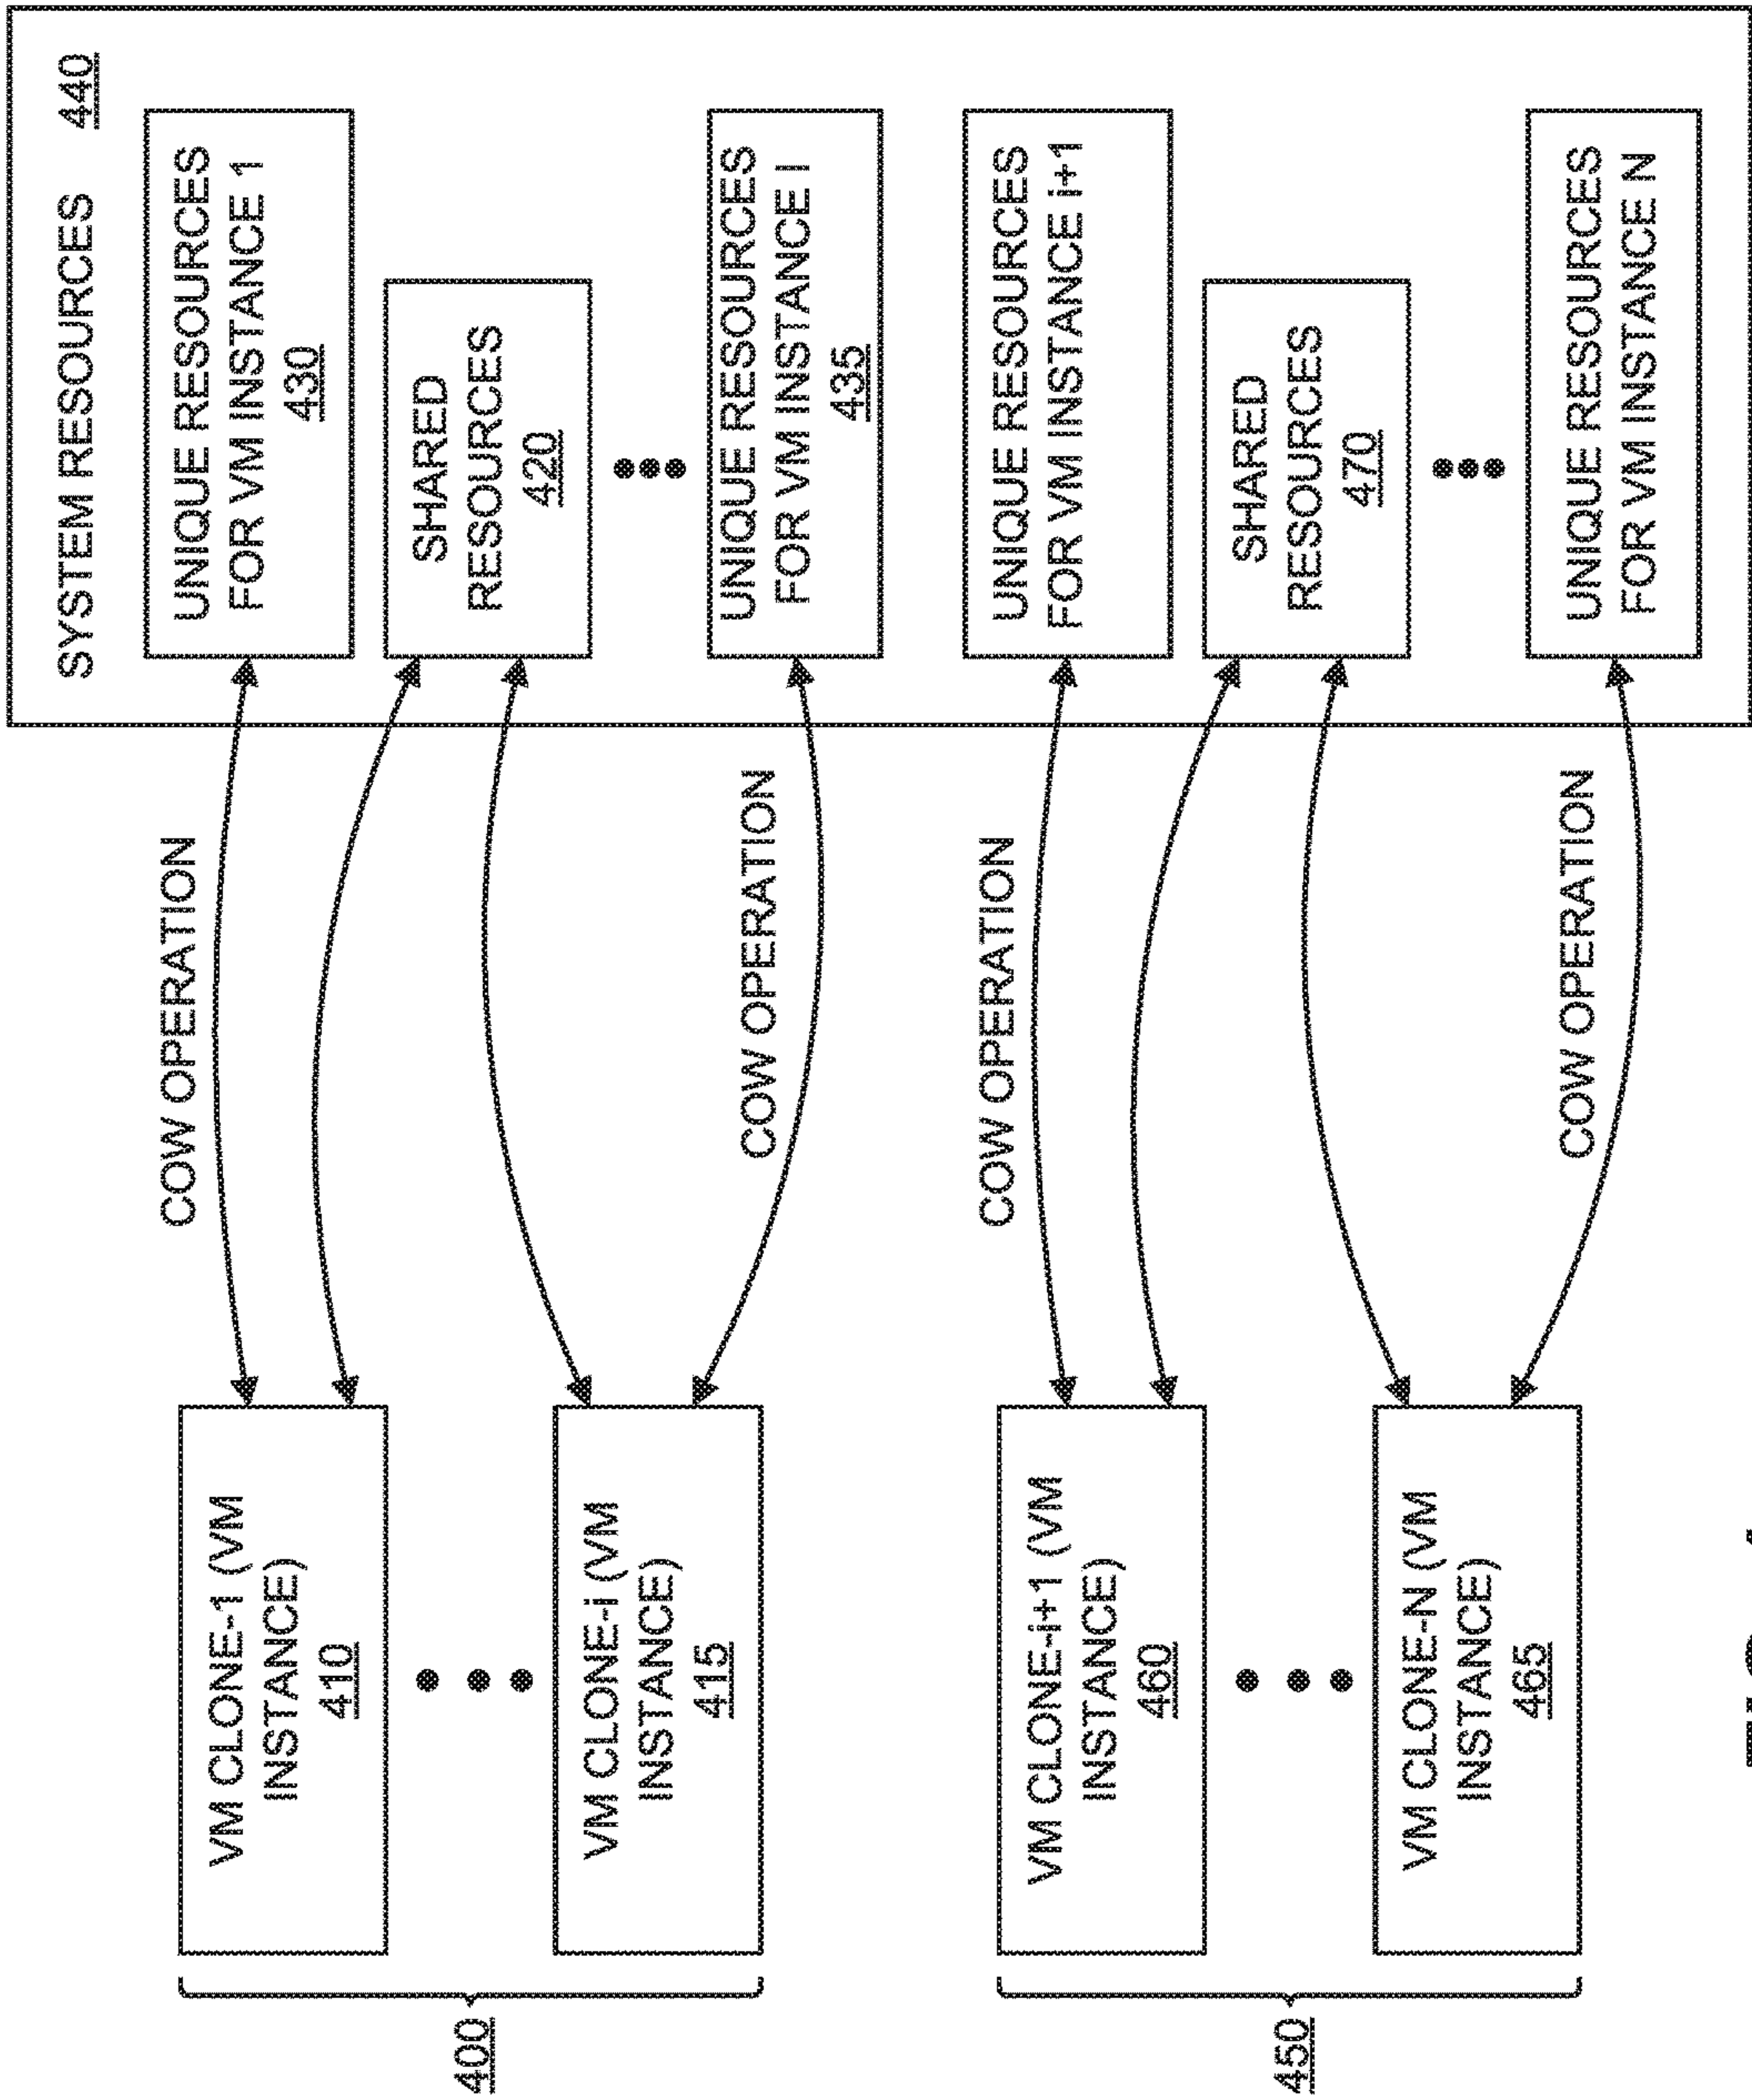 SYSTEM RESOURCES 440
UNIQUE RESOURCES
FOR VM INSTANCE 1
430
SHARED
RESOURCES
420
UNIQUE RESOURCES
FOR VM INSTANCE I
435
UNIQUE RESOURCES
FOR VM INSTANCE i+1
SHARED
RESOURCES
470
UNIQUE RESOURCES
FOR VM INSTANCE N
COW OPERATION
COW OPERATION
COW OPERATION
COW OPERATION
VM CLONE-1 (VM
INSTANCE)
410
VM CLONE-i (VM
INSTANCE)
415
VM CLONE-i+1 (VM
INSTANCE)
460
VM CLONE-N (VM
INSTANCE)
465
400
450